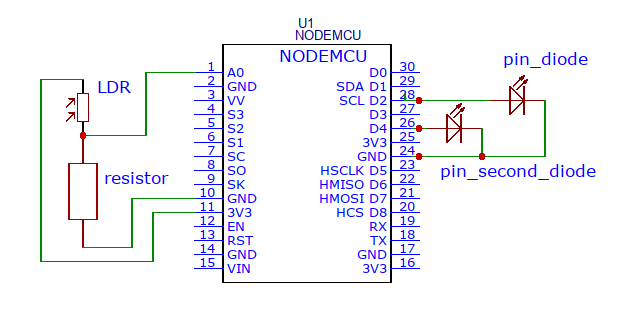 U1
NODEMCU
NODEMCU
pin_diode
LDR
1 A0 D0 30
2 GND SDA D1 29
3 VV SCL D2 28
4 S3 D3 27
5 S2 D4 26
6 S1 3V3 25
7 SC GND 24
8 SO HSCLK D5 23
9 SK HMISO D6 22
10 GND HMOSI D7 21
11 3V3 HCS D8 20
12 EN RX 19
13 RST TX 18
14 GND GND 17
15 VIN 3V3 16
resistor
pin_second_diode